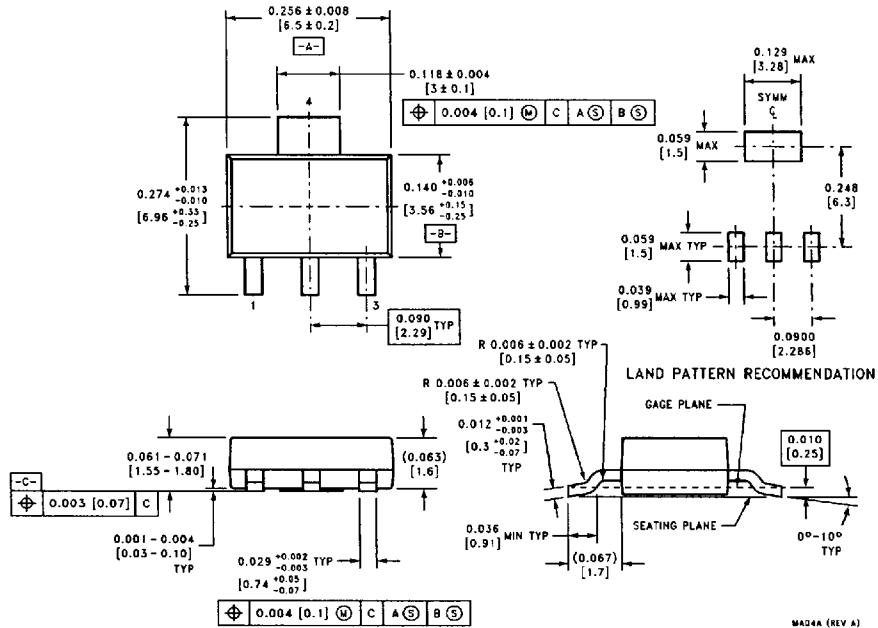 0.256 ± 0.008
[6.5 ± 0.2]
-A-
0.118 ± 0.004
[3 ± 0.1]
4
⌖ 0.004 [0.1] Ⓜ C A Ⓢ B Ⓢ
0.274 +0.013 -0.010
[6.96 +0.33 -0.25]
0.140 +0.006 -0.010
[3.56 +0.15 -0.25]
-B-
1
3
0.090 TYP
[2.29]
0.129 MAX
[3.28]
SYMM
℄
0.059 MAX
[1.5]
0.248
[6.3]
0.059 MAX TYP
[1.5]
0.039 MAX TYP
[0.99]
0.0900
[2.286]
LAND PATTERN RECOMMENDATION
0.061 - 0.071
[1.55 - 1.80]
(0.063)
[1.6]
-C-
⌖ 0.003 [0.07] C
0.001 - 0.004
[0.03 - 0.10]
TYP
0.029 +0.002 -0.003 TYP
[0.74 +0.05 -0.07]
⌖ 0.004 [0.1] Ⓜ C A Ⓢ B Ⓢ
R 0.006 ± 0.002 TYP
[0.15 ± 0.05]
R 0.006 ± 0.002 TYP
[0.15 ± 0.05]
0.012 +0.001 -0.003
[0.3 +0.02 -0.07]
TYP
GAGE PLANE
0.010
[0.25]
SEATING PLANE
0°-10°
TYP
0.036 MIN TYP
[0.91]
(0.067)
[1.7]
MA04A (REV A)